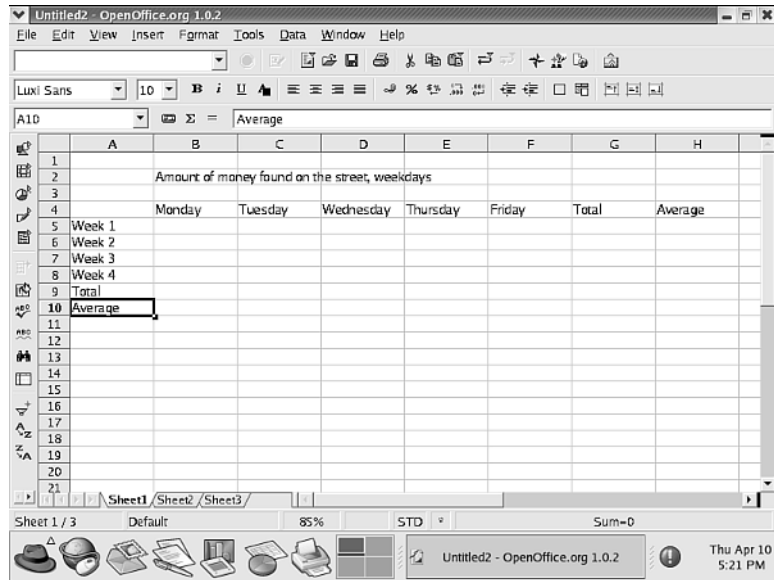 Untitled2 - OpenOffice.org 1.0.2
File Edit View Insert Format Tools Data Window Help
Luxi Sans 10 B i U A
A10 Σ = Average
A B C D E F G H
1
2 Amount of money found on the street, weekdays
3
4 Monday Tuesday Wednesday Thursday Friday Total Average
5 Week 1
6 Week 2
7 Week 3
8 Week 4
9 Total
10 Average
11
12
13
14
15
16
17
18
19
20
21
Sheet1 Sheet2 Sheet3
Sheet 1 / 3 Default 85% STD * Sum=0
Untitled2 - OpenOffice.org 1.0.2 Thu Apr 10
5:21 PM